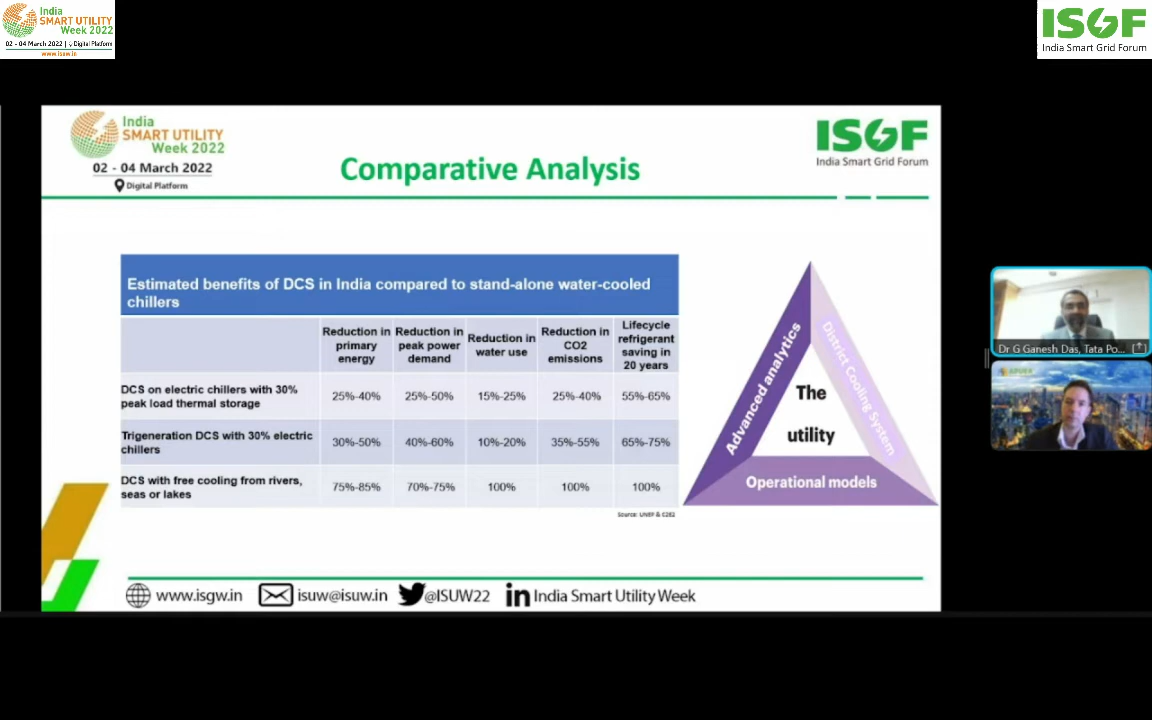 India
SMART UTILITY
Week 2022
02 - 04 March 2022 | Digital Platform
www.isuw.in
ISGF
India Smart Grid Forum
India
SMART UTILITY
Week 2022
02 - 04 March 2022
Digital Platform
Comparative Analysis
ISGF
India Smart Grid Forum
Estimated benefits of DCS in India compared to stand-alone water-cooled
chillers
Reduction in primary energy
Reduction in peak power demand
Reduction in water use
Reduction in CO2 emissions
Lifecycle refrigerant saving in 20 years
DCS on electric chillers with 30%
peak load thermal storage
25%-40% 25%-50% 15%-25% 25%-40% 55%-65%
Trigeneration DCS with 30% electric
chillers
30%-50% 40%-60% 10%-20% 35%-55% 65%-75%
DCS with free cooling from rivers,
seas or lakes
75%-85% 70%-75% 100% 100% 100%
Source: UNEP & C2E2
Advanced analytics
District Cooling System
The
utility
Operational models
Dr G Ganesh Das, Tata Po...
www.isgw.in isuw@isuw.in @ISUW22 in India Smart Utility Week